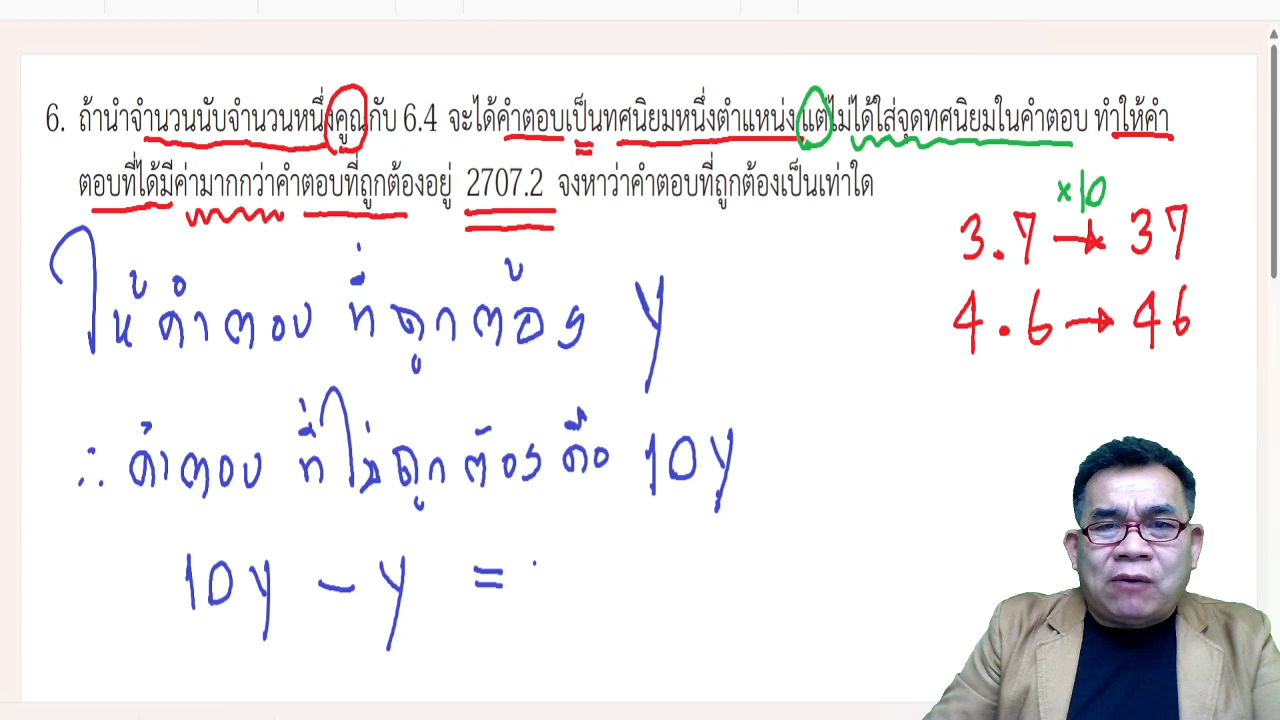 6. ถ้านำจำนวนนับจำนวนหนึ่งคูณกับ 6.4 จะได้คำตอบเป็นทศนิยมหนึ่งตำแหน่ง แต่ไม่ได้ใส่จุดทศนิยมในคำตอบ ทำให้คำ
ตอบที่ได้มีค่ามากกว่าคำตอบที่ถูกต้องอยู่ 2707.2 จงหาว่าคำตอบที่ถูกต้องเป็นเท่าใด
×10
3.7 → 37
4.6 → 46
ให้คำตอบ ที่ถูกต้อง y
∴ คำตอบ ที่ไม่ถูกต้อง คือ 10y
10y - y =